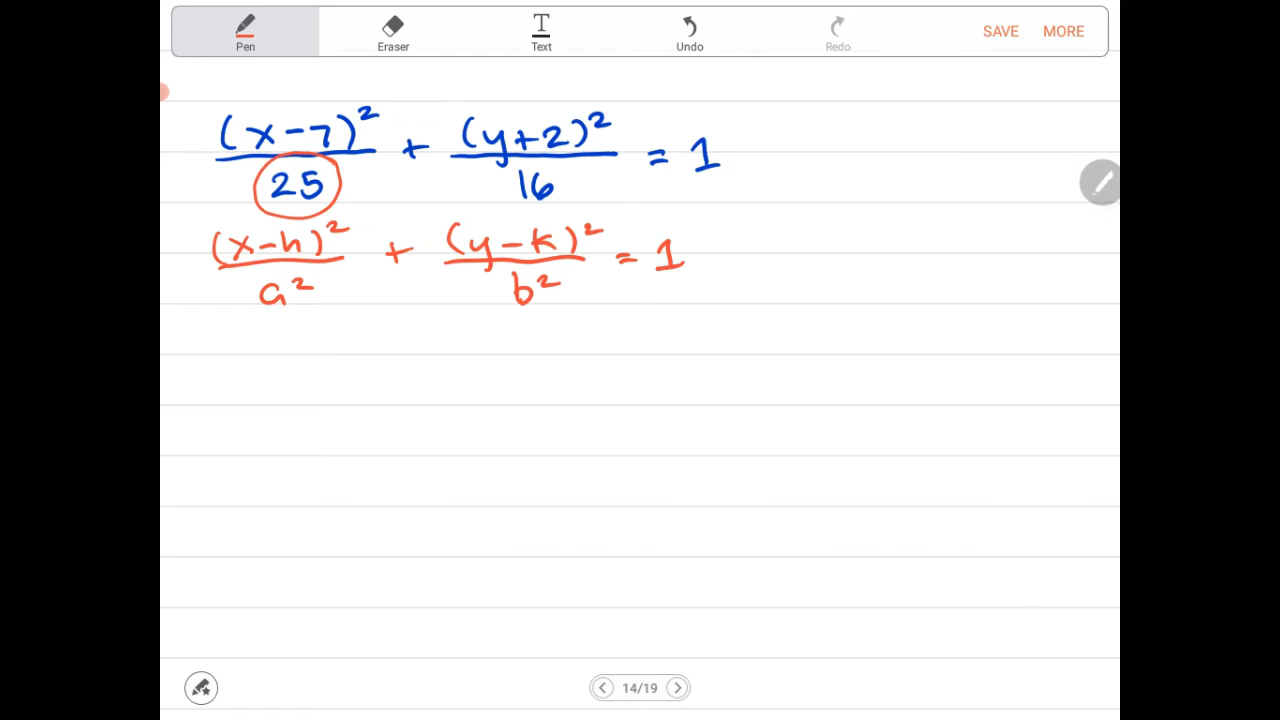 Pen Eraser Text Undo Redo SAVE MORE
(x-7)²/25 + (y+2)²/16 = 1
(x-h)²/a² + (y-k)²/b² = 1
14/19